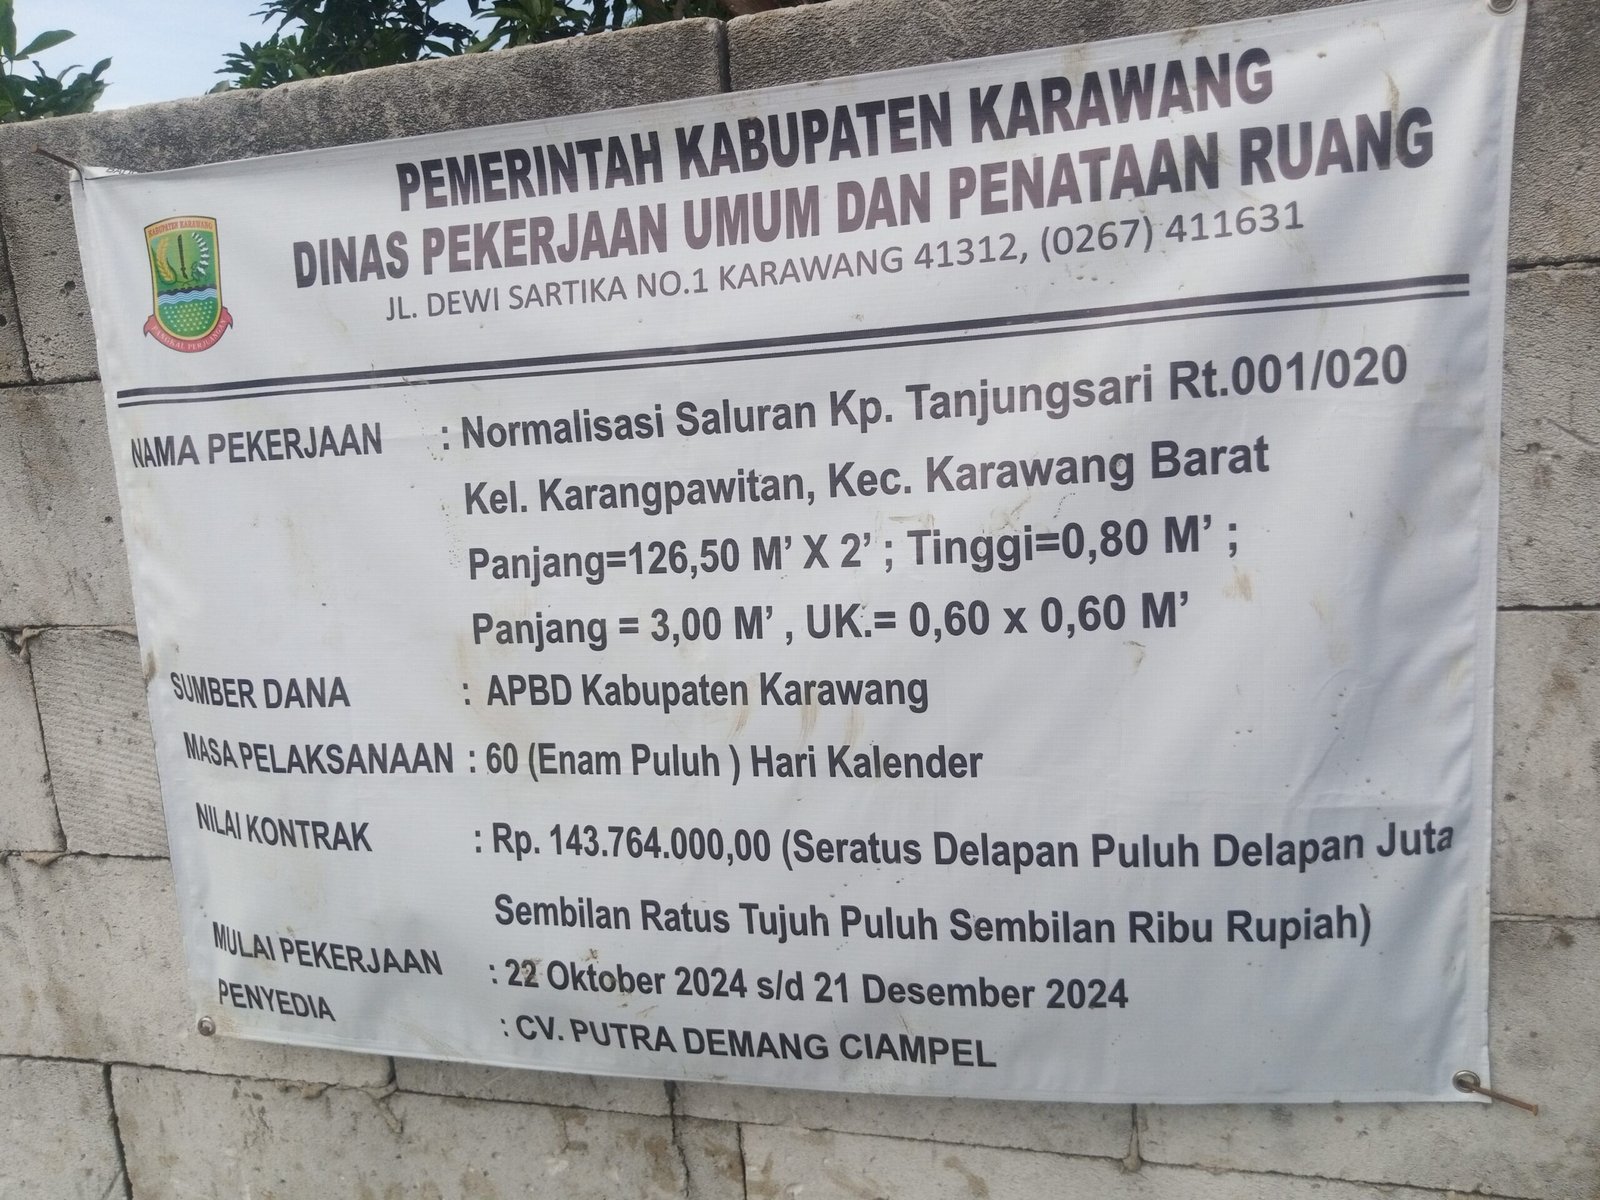 PEMERINTAH KABUPATEN KARAWANG
DINAS PEKERJAAN UMUM DAN PENATAAN RUANG
JL. DEWI SARTIKA NO.1 KARAWANG 41312, (0267) 411631
KABUPATEN KARAWANG
PANGKAL PERJUANGAN
NAMA PEKERJAAN : Normalisasi Saluran Kp. Tanjungsari Rt.001/020
Kel. Karangpawitan, Kec. Karawang Barat
Panjang=126,50 M' X 2' ; Tinggi=0,80 M' ;
Panjang = 3,00 M' , UK.= 0,60 x 0,60 M'
SUMBER DANA : APBD Kabupaten Karawang
MASA PELAKSANAAN : 60 (Enam Puluh ) Hari Kalender
NILAI KONTRAK : Rp. 143.764.000,00 (Seratus Delapan Puluh Delapan Juta
Sembilan Ratus Tujuh Puluh Sembilan Ribu Rupiah)
MULAI PEKERJAAN : 22 Oktober 2024 s/d 21 Desember 2024
PENYEDIA : CV. PUTRA DEMANG CIAMPEL